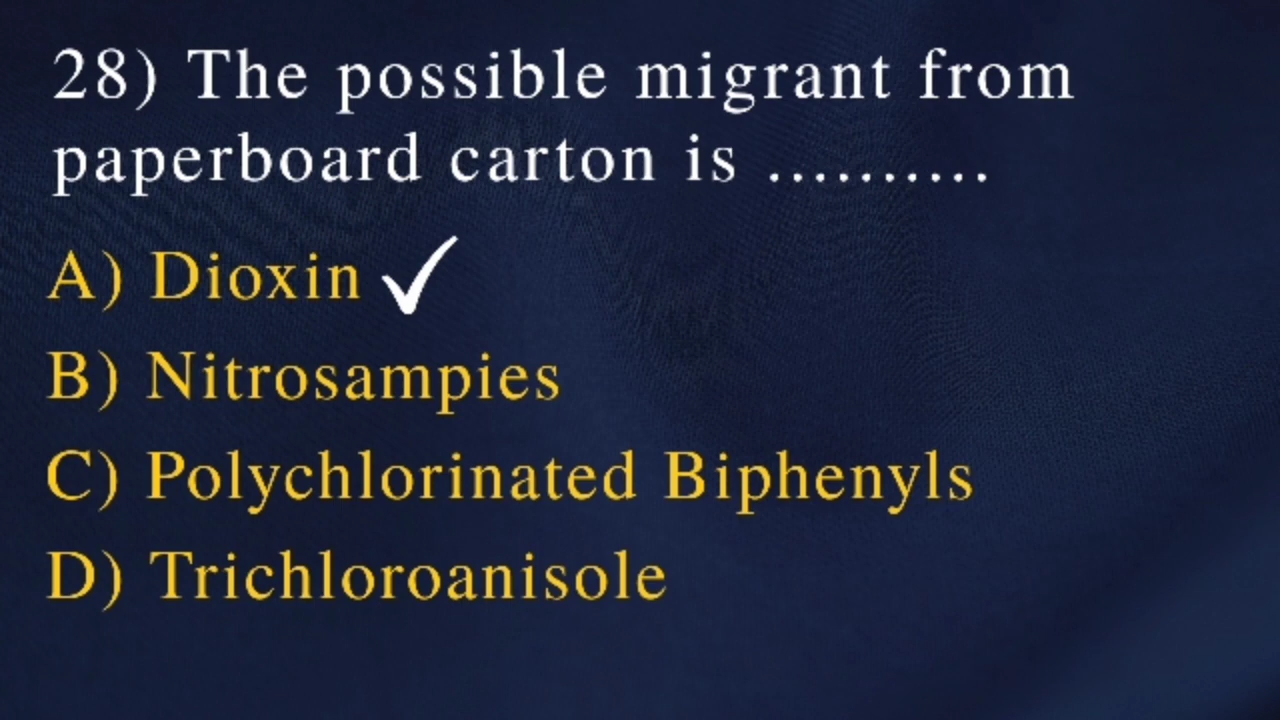 28) The possible migrant from
paperboard carton is ..........
A) Dioxin ✓
B) Nitrosampies
C) Polychlorinated Biphenyls
D) Trichloroanisole